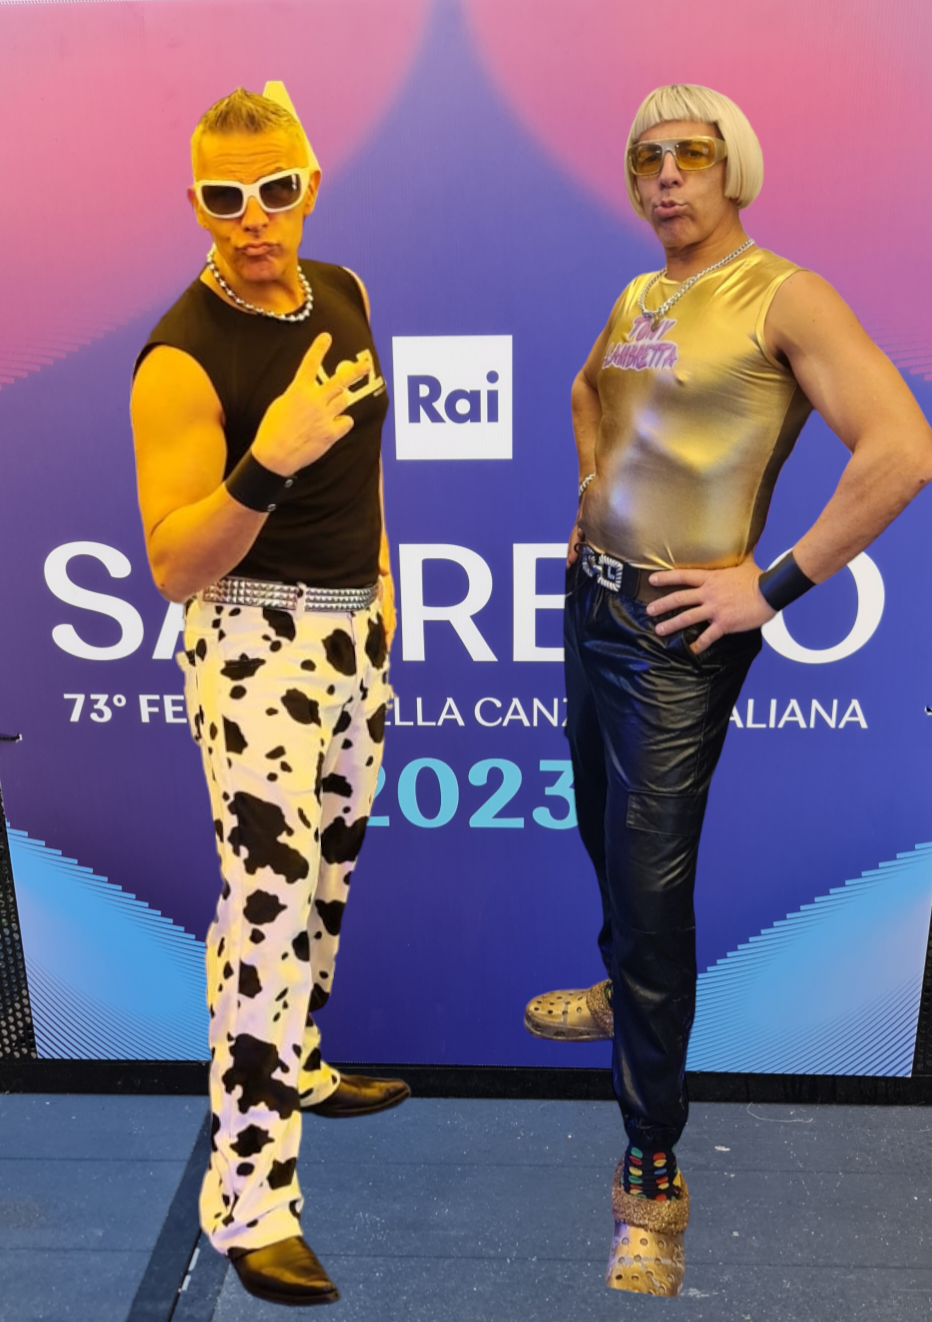 Rai
TONY
LAMBRETTA
SA RE O
73° FE ELLA CANZ ALIANA
2023